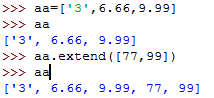 >>> aa=['3',6.66,9.99]
>>> aa
['3', 6.66, 9.99]
>>> aa.extend([77,99])
>>> aa
['3', 6.66, 9.99, 77, 99]